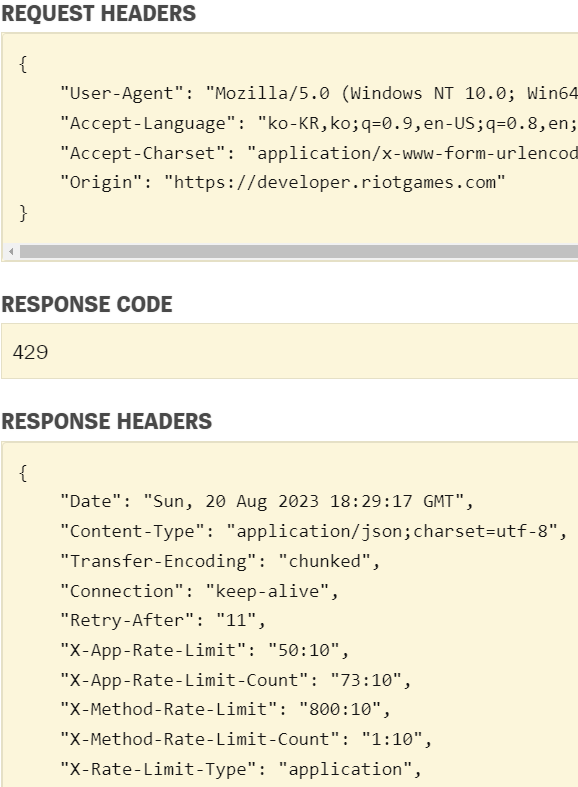 REQUEST HEADERS
{
"User-Agent": "Mozilla/5.0 (Windows NT 10.0; Win64
"Accept-Language": "ko-KR,ko;q=0.9,en-US;q=0.8,en;
"Accept-Charset": "application/x-www-form-urlencod
"Origin": "https://developer.riotgames.com"
}
RESPONSE CODE
429
RESPONSE HEADERS
{
"Date": "Sun, 20 Aug 2023 18:29:17 GMT",
"Content-Type": "application/json;charset=utf-8",
"Transfer-Encoding": "chunked",
"Connection": "keep-alive",
"Retry-After": "11",
"X-App-Rate-Limit": "50:10",
"X-App-Rate-Limit-Count": "73:10",
"X-Method-Rate-Limit": "800:10",
"X-Method-Rate-Limit-Count": "1:10",
"X-Rate-Limit-Type": "application",